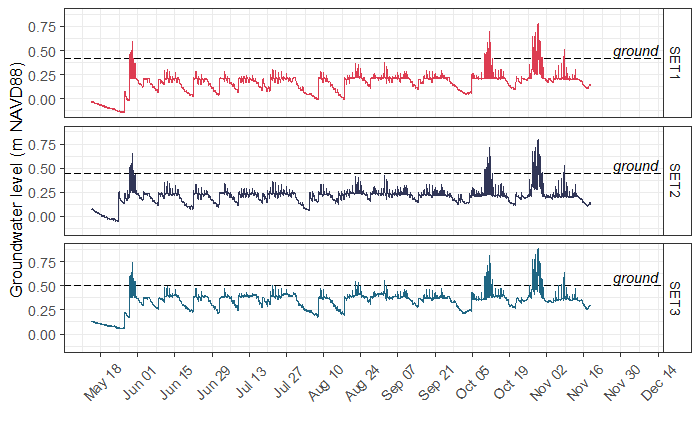 Groundwater level (m NAVD88)
0.75
0.50
0.25
0.00
ground
SET1
0.75
0.50
0.25
0.00
ground
SET2
0.75
0.50
0.25
0.00
ground
SET3
May 18
Jun 01
Jun 15
Jun 29
Jul 13
Jul 27
Aug 10
Aug 24
Sep 07
Sep 21
Oct 05
Oct 19
Nov 02
Nov 16
Nov 30
Dec 14